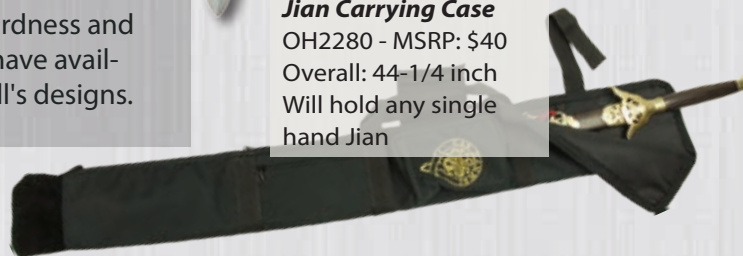 rdness and
have avail-
ll's designs.
Jian Carrying Case
OH2280 - MSRP: $40
Overall: 44-1/4 inch
Will hold any single
hand Jian